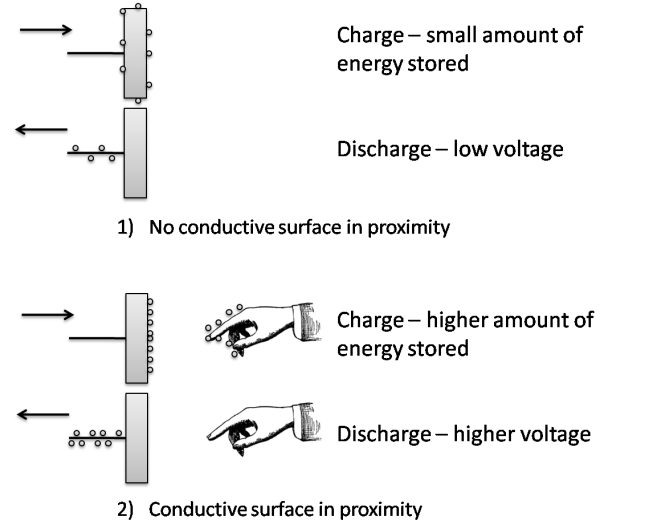 Charge – small amount of
energy stored
Discharge – low voltage
1) No conductive surface in proximity
Charge – higher amount of
energy stored
Discharge – higher voltage
2) Conductive surface in proximity